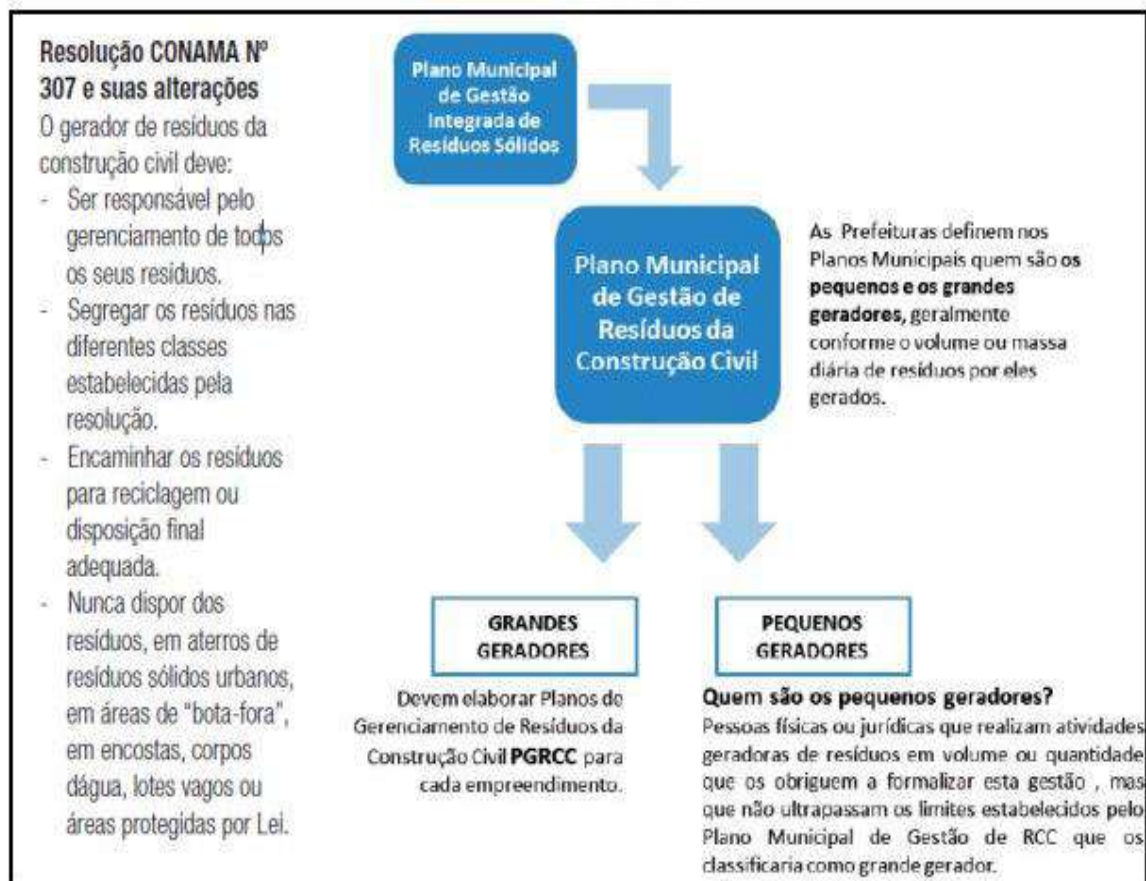 Resolução CONAMA Nº
307 e suas alterações
O gerador de resíduos da
construção civil deve:
- Ser responsável pelo
gerenciamento de todos
os seus resíduos.
- Segregar os resíduos nas
diferentes classes
estabelecidas pela
resolução.
- Encaminhar os resíduos
para reciclagem ou
disposição final
adequada.
- Nunca dispor dos
resíduos, em aterros de
resíduos sólidos urbanos,
em áreas de “bota-fora”,
em encostas, corpos
dágua, lotes vagos ou
áreas protegidas por Lei.
Plano Municipal
de Gestão
Integrada de
Resíduos Sólidos
Plano Municipal
de Gestão de
Resíduos da
Construção Civil
As Prefeituras definem nos
Planos Municipais quem são os
pequenos e os grandes
geradores, geralmente
conforme o volume ou massa
diária de resíduos por eles
gerados.
GRANDES
GERADORES
Devem elaborar Planos de
Gerenciamento de Resíduos da
Construção Civil PGRCC para
cada empreendimento.
PEQUENOS
GERADORES
Quem são os pequenos geradores?
Pessoas físicas ou jurídicas que realizam atividades
geradoras de resíduos em volume ou quantidade
que os obriguem a formalizar esta gestão , mas
que não ultrapassam os limites estabelecidos pelo
Plano Municipal de Gestão de RCC que os
classificaria como grande gerador.